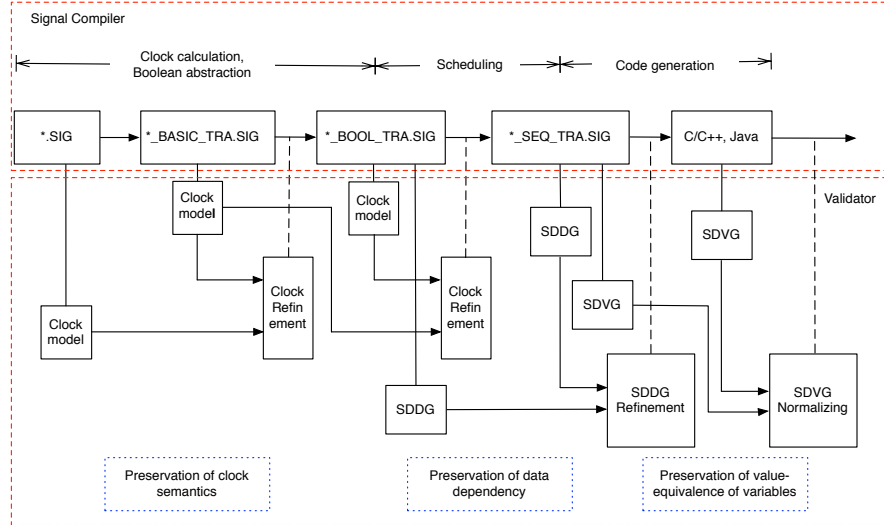 Signal Compiler
Clock calculation,
Boolean abstraction
Scheduling
Code generation
*.SIG
*_BASIC_TRA.SIG
*_BOOL_TRA.SIG
*_SEQ_TRA.SIG
C/C++, Java
Validator
Clock
model
Clock
model
SDDG
SDVG
Clock
Refin
ement
Clock
Refin
ement
SDVG
Clock
model
SDDG
SDDG
Refinement
SDVG
Normalizing
Preservation of clock
semantics
Preservation of data
dependency
Preservation of value-
equivalence of variables